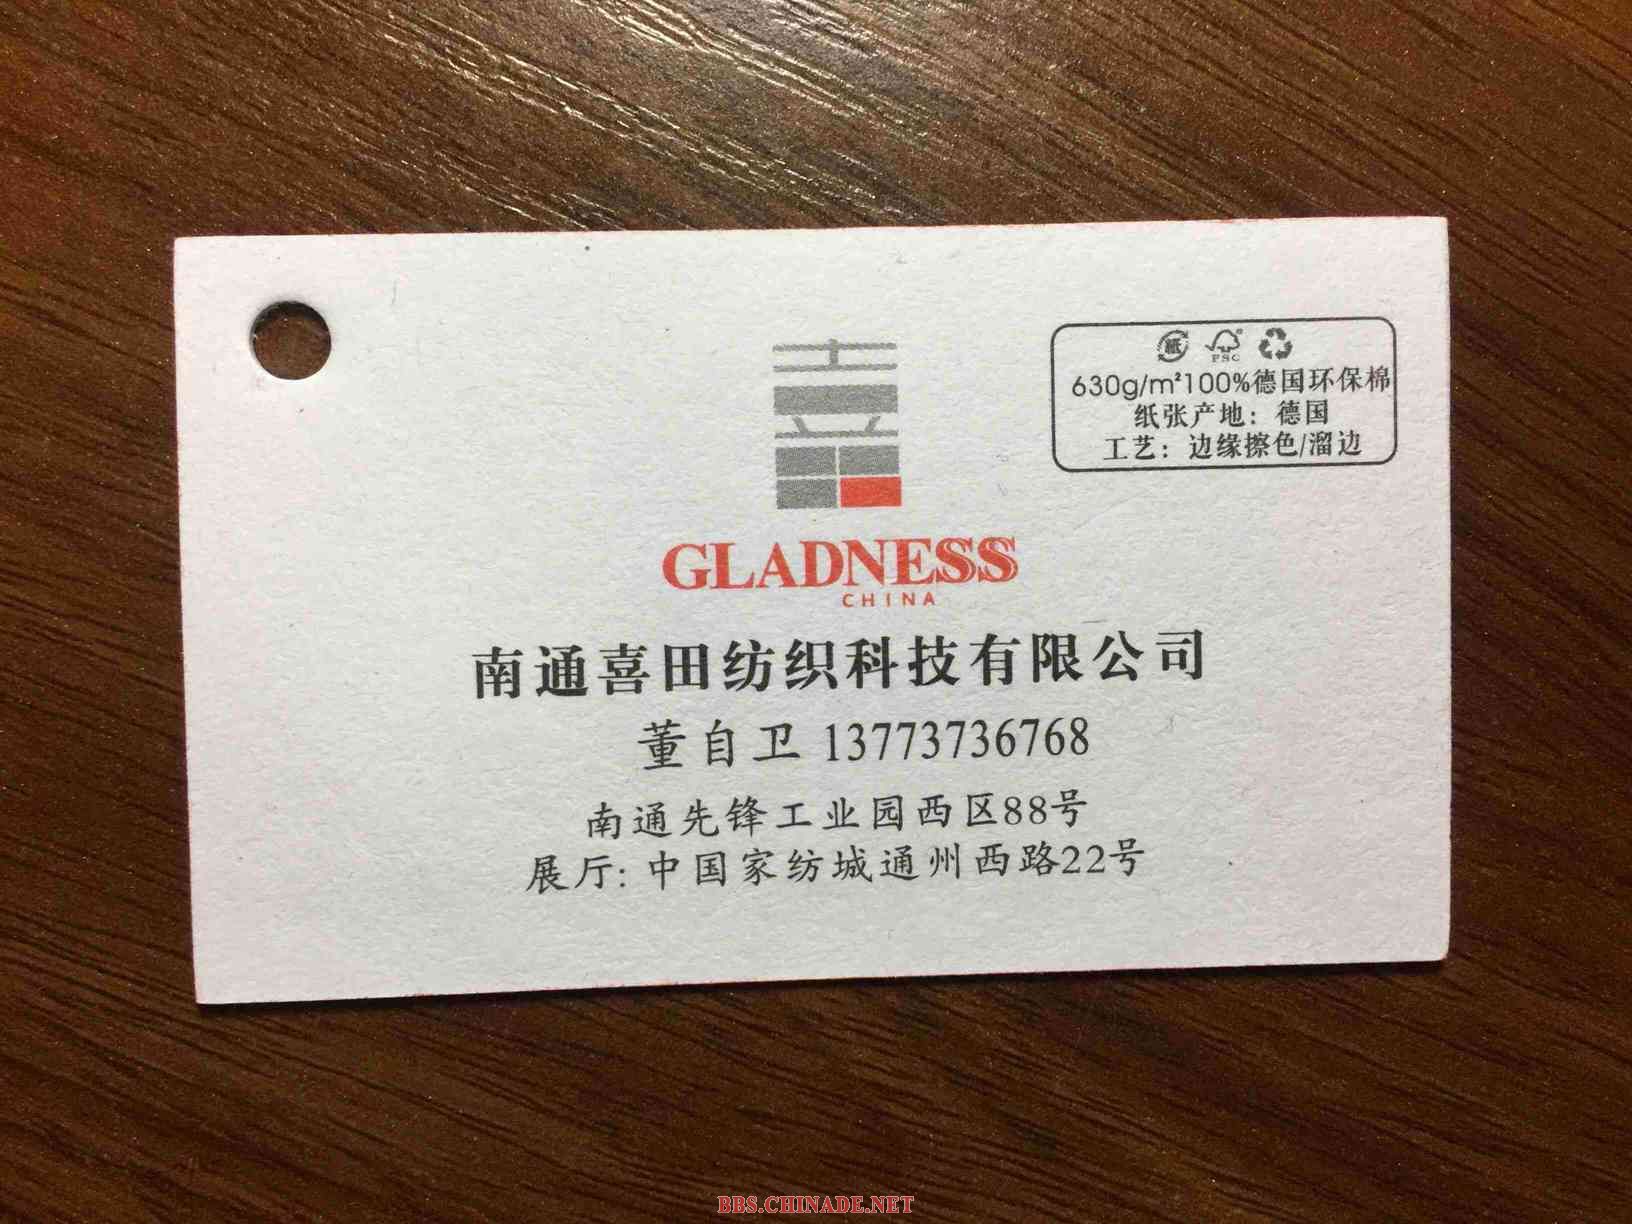 紙 FSC
630g/m²100%德国环保棉
纸张产地：德国
工艺：边缘擦色/溜边
GLADNESS
CHINA
南通喜田纺织科技有限公司
董自卫 13773736768
南通先锋工业园西区88号
展厅：中国家纺城通州西路22号
BBS.CHINADE.NET